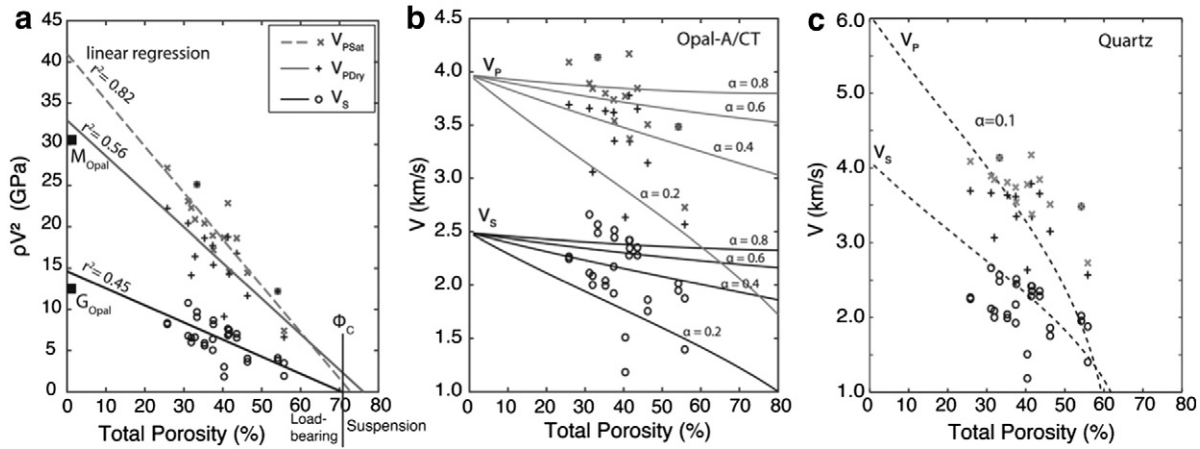 a
linear regression
V_PSat
V_PDry
V_S
r²= 0.82
r²= 0.56
r²= 0.45
M_Opal
G_Opal
Φ_C
ρV² (GPa)
45
40
35
30
25
20
15
10
5
0
0 10 20 30 40 50 60 70 80
Total Porosity (%)
Load-
bearing
Suspension
b
Opal-A/CT
V_P
α = 0.8
α = 0.6
α = 0.4
α = 0.2
V_S
α = 0.8
α = 0.6
α = 0.4
α = 0.2
V (km/s)
4.5
4.0
3.5
3.0
2.5
2.0
1.5
1.0
0 10 20 30 40 50 60 70 80
Total Porosity (%)
c
Quartz
V_P
α=0.1
V_S
V (km/s)
6.0
5.0
4.0
3.0
2.0
1.0
0 10 20 30 40 50 60 70 80
Total Porosity (%)